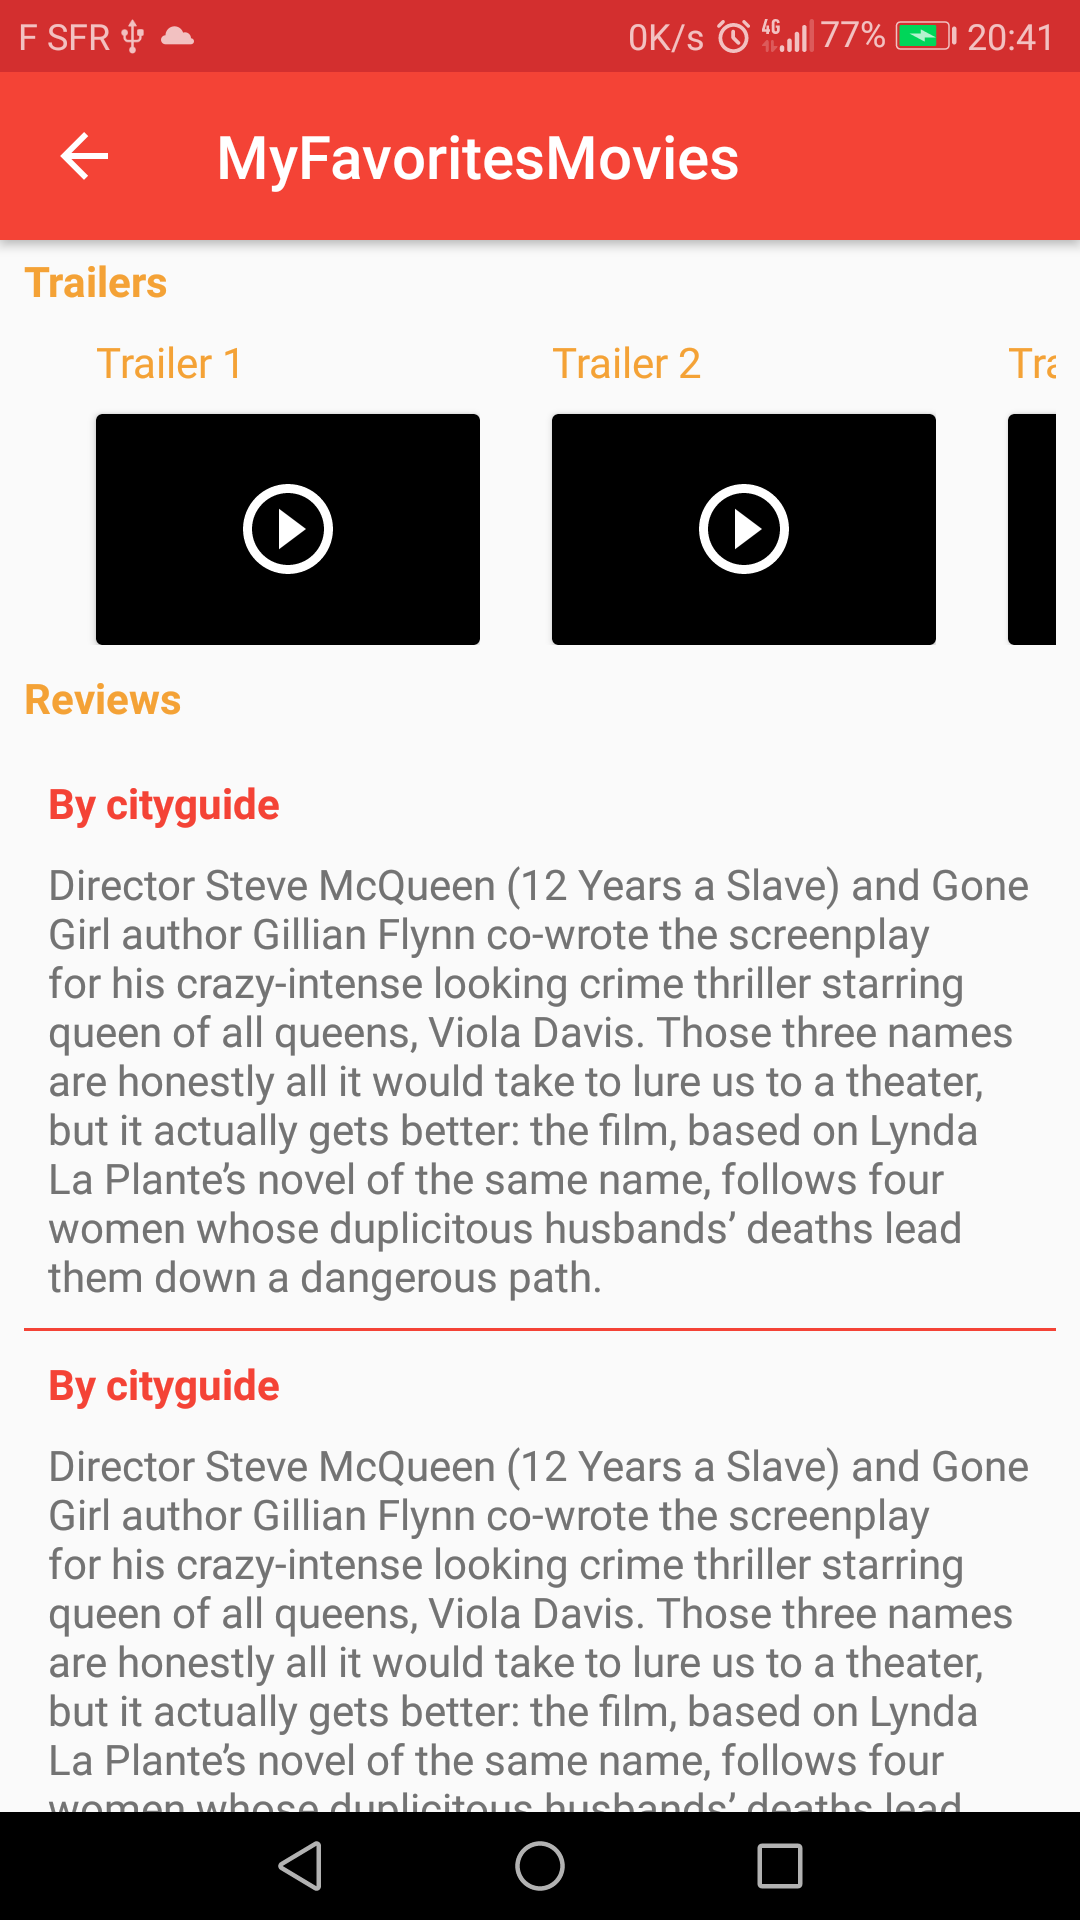 F SFR 0K/s 4G 77% 20:41
MyFavoritesMovies
Trailers
Trailer 1 Trailer 2 Tra
Reviews
By cityguide
Director Steve McQueen (12 Years a Slave) and Gone
Girl author Gillian Flynn co-wrote the screenplay
for his crazy-intense looking crime thriller starring
queen of all queens, Viola Davis. Those three names
are honestly all it would take to lure us to a theater,
but it actually gets better: the film, based on Lynda
La Plante’s novel of the same name, follows four
women whose duplicitous husbands’ deaths lead
them down a dangerous path.
By cityguide
Director Steve McQueen (12 Years a Slave) and Gone
Girl author Gillian Flynn co-wrote the screenplay
for his crazy-intense looking crime thriller starring
queen of all queens, Viola Davis. Those three names
are honestly all it would take to lure us to a theater,
but it actually gets better: the film, based on Lynda
La Plante’s novel of the same name, follows four
women whose duplicitous husbands’ deaths lead